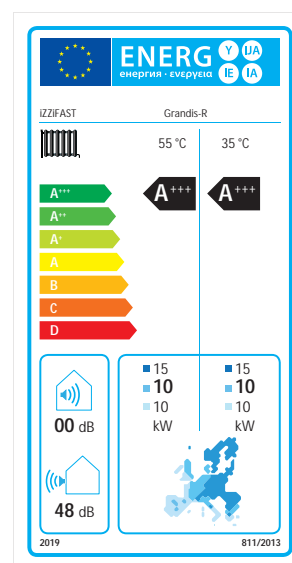 ENERG Y IJA
енергия · ενεργεια IE IA
iZZiFAST Grandis-R
55 °C 35 °C
A+++ A+++ A+++
A++
A+
A
B
C
D
15 15
10 10
10 10
kW kW
00 dB
48 dB
2019 811/2013